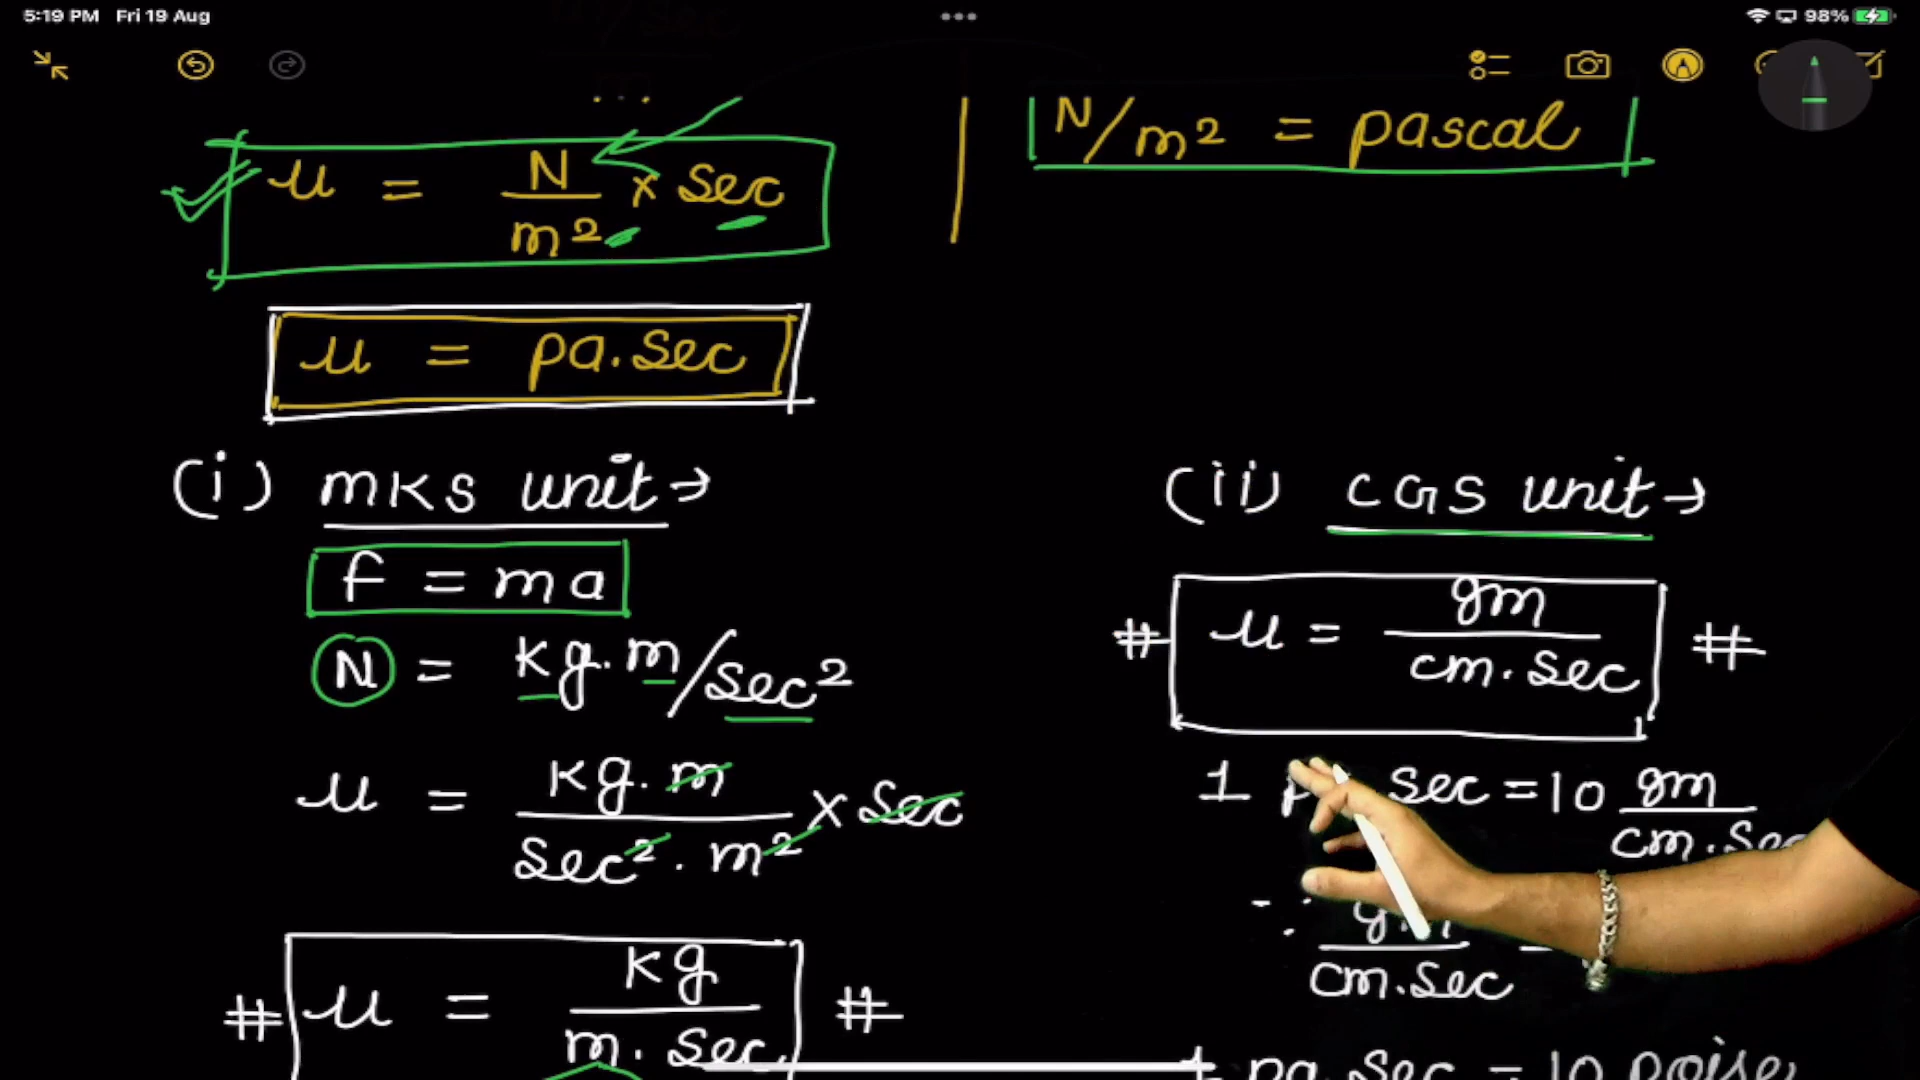 5:19 PM Fri 19 Aug
98%
μ = N/m² × sec
N/m² = pascal
μ = pa.sec
(i) MKS unit →
f = ma
N = kg.m/sec²
μ = kg.m/sec².m² × sec
# μ = kg/m.sec #
(ii) CGS unit →
# μ = gm/cm.sec #
1 sec = 10 gm/cm.sec
∵ /cm.sec =
1 pa.sec = 10 poise